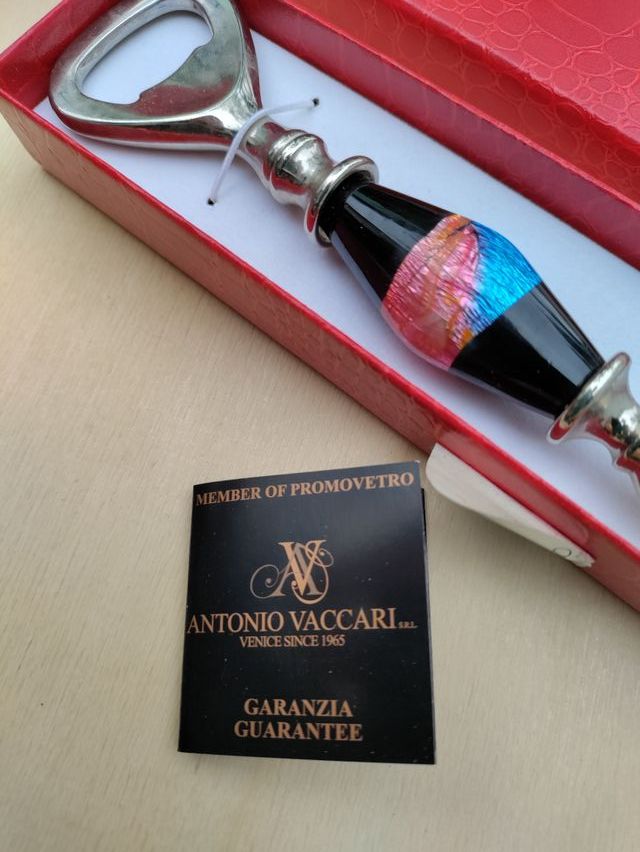 MEMBER OF PROMOVETRO
AV
ANTONIO VACCARI S.R.L.
VENICE SINCE 1965
GARANZIA
GUARANTEE